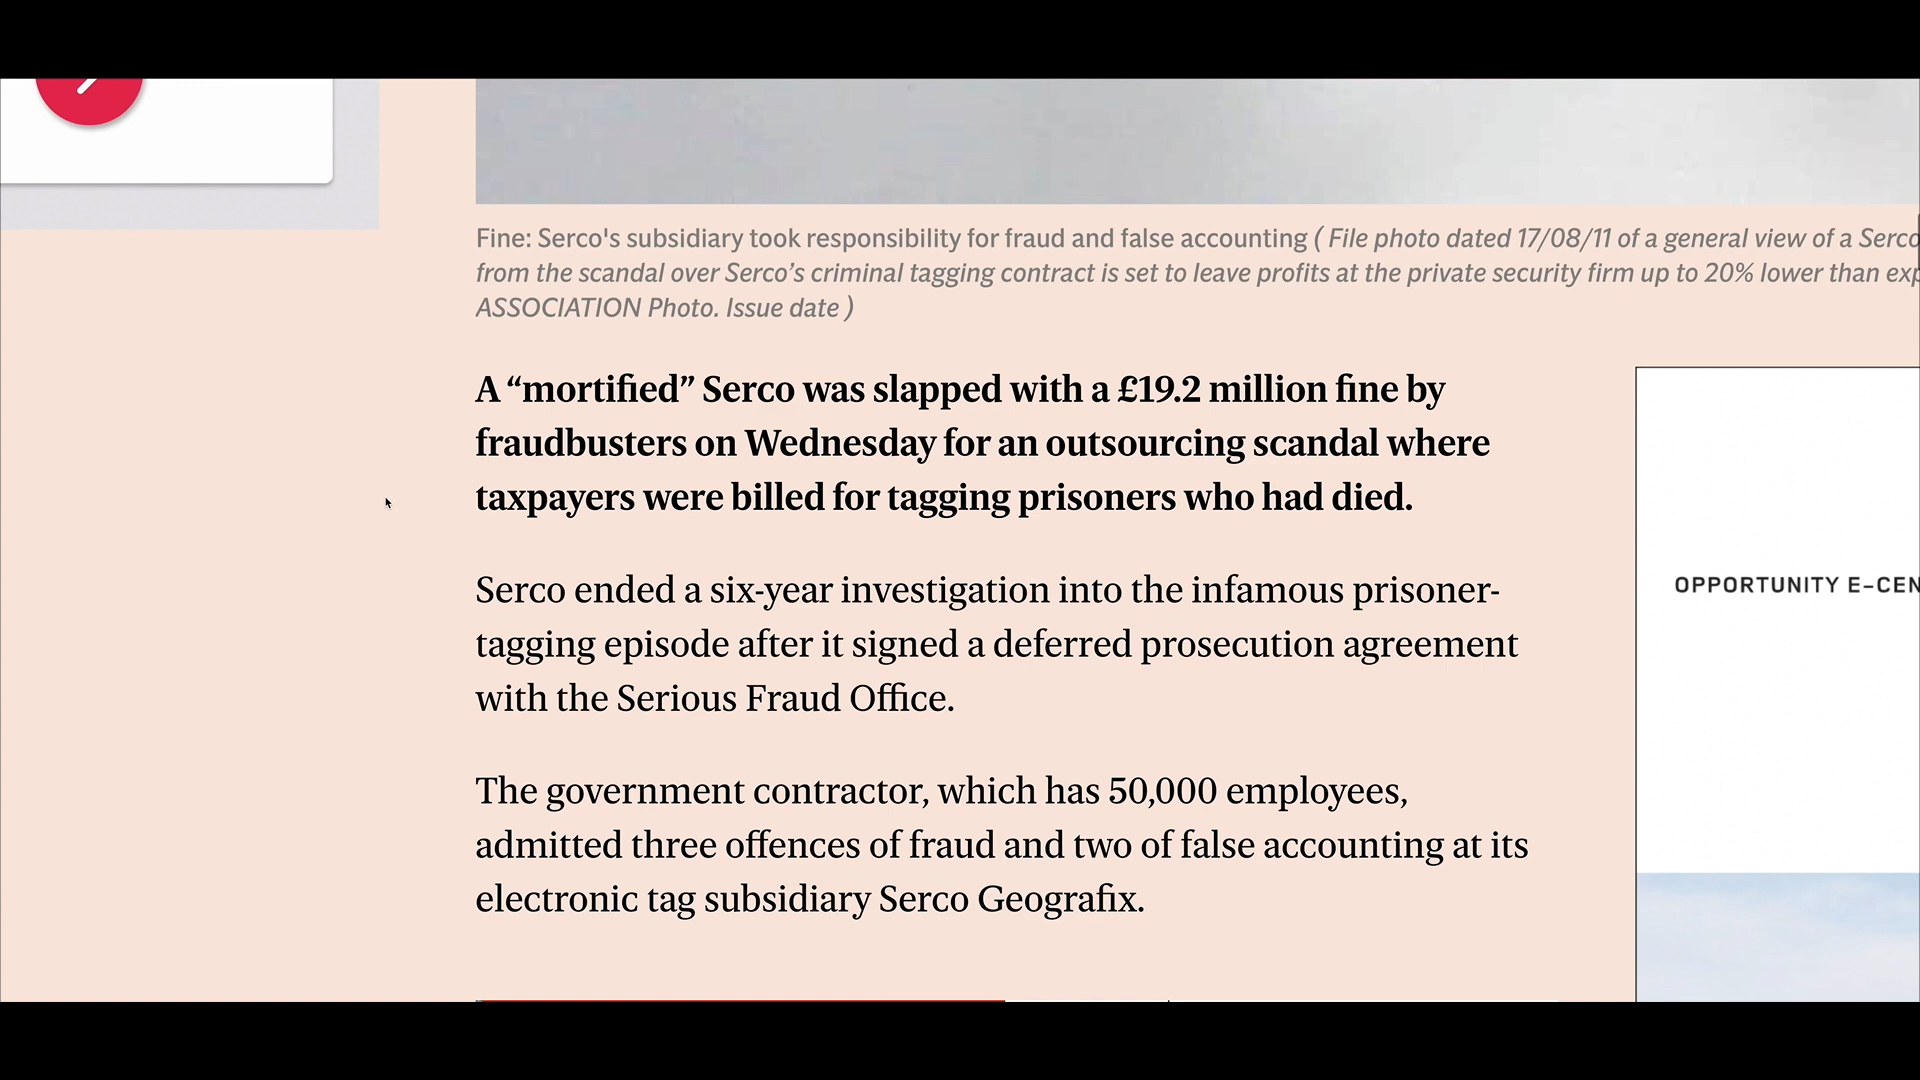 Fine: Serco's subsidiary took responsibility for fraud and false accounting ( File photo dated 17/08/11 of a general view of a Serco
from the scandal over Serco’s criminal tagging contract is set to leave profits at the private security firm up to 20% lower than exp
ASSOCIATION Photo. Issue date )
A “mortified” Serco was slapped with a £19.2 million fine by
fraudbusters on Wednesday for an outsourcing scandal where
taxpayers were billed for tagging prisoners who had died.
Serco ended a six-year investigation into the infamous prisoner-
tagging episode after it signed a deferred prosecution agreement
with the Serious Fraud Office.
The government contractor, which has 50,000 employees,
admitted three offences of fraud and two of false accounting at its
electronic tag subsidiary Serco Geografix.
OPPORTUNITY E-CEN